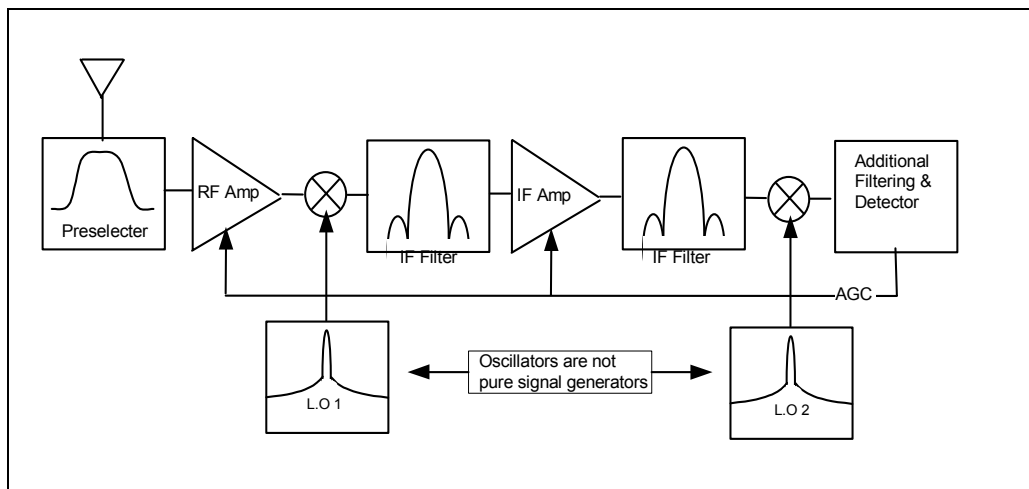 Preselecter
RF Amp
IF Filter
IF Amp
IF Filter
Additional
Filtering &
Detector
AGC
L.O 1
Oscillators are not
pure signal generators
L.O 2